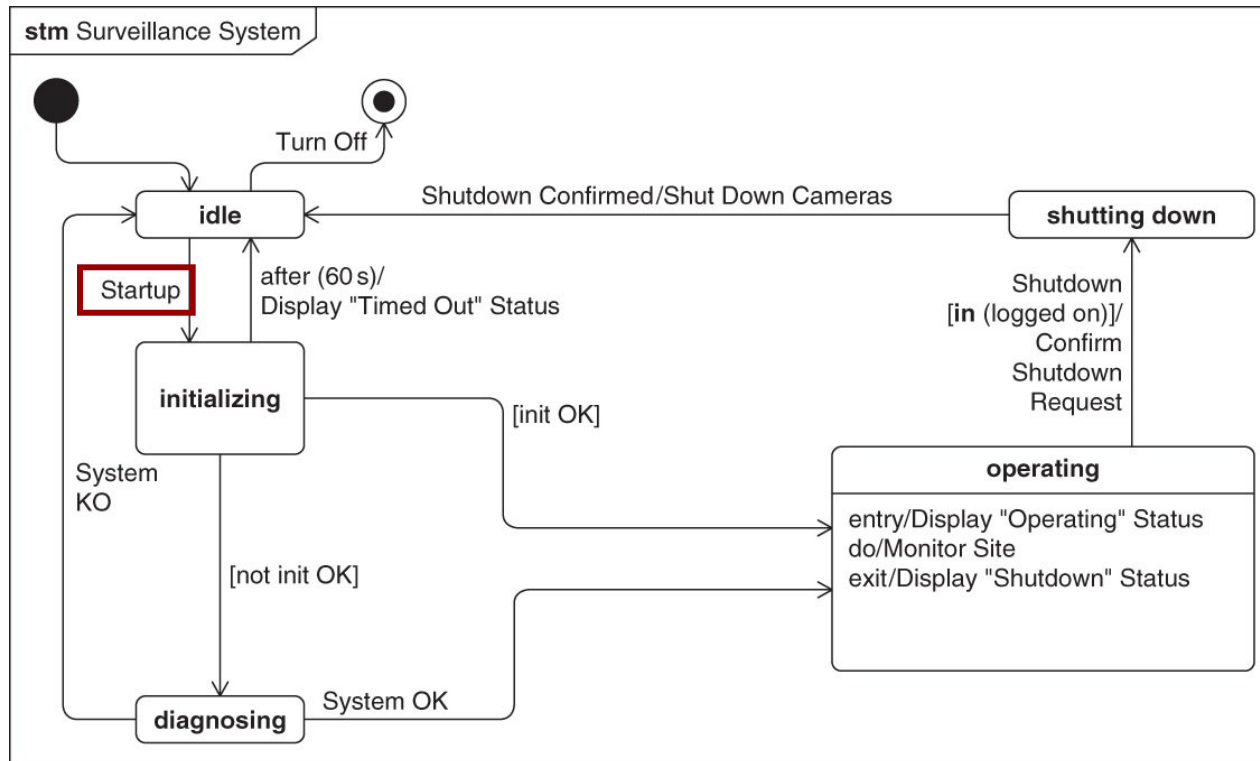 stm Surveillance System
Turn Off
idle
Shutdown Confirmed/Shut Down Cameras
shutting down
Startup
after (60 s)/
Display "Timed Out" Status
Shutdown
[in (logged on)]/
Confirm
Shutdown
Request
initializing
[init OK]
System
KO
operating
entry/Display "Operating" Status
do/Monitor Site
exit/Display "Shutdown" Status
[not init OK]
System OK
diagnosing